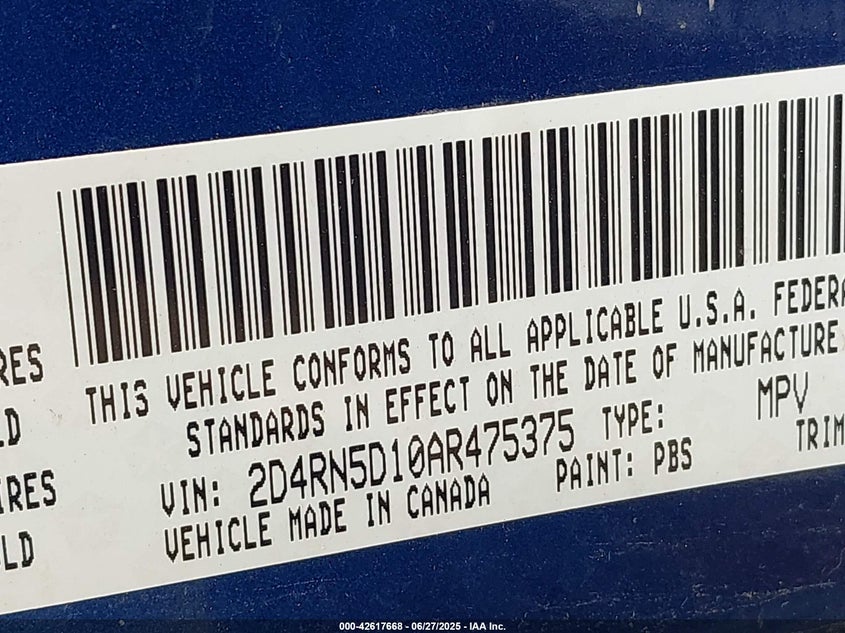 RES
LD
IRES
LD
THIS VEHICLE CONFORMS TO ALL APPLICABLE U.S.A. FEDERA
STANDARDS IN EFFECT ON THE DATE OF MANUFACTURE
VIN: 2D4RN5D10AR475375 TYPE: MPV
VEHICLE MADE IN CANADA PAINT: PBS TRIM
000-42617668 - 06/27/2025 - IAA Inc.